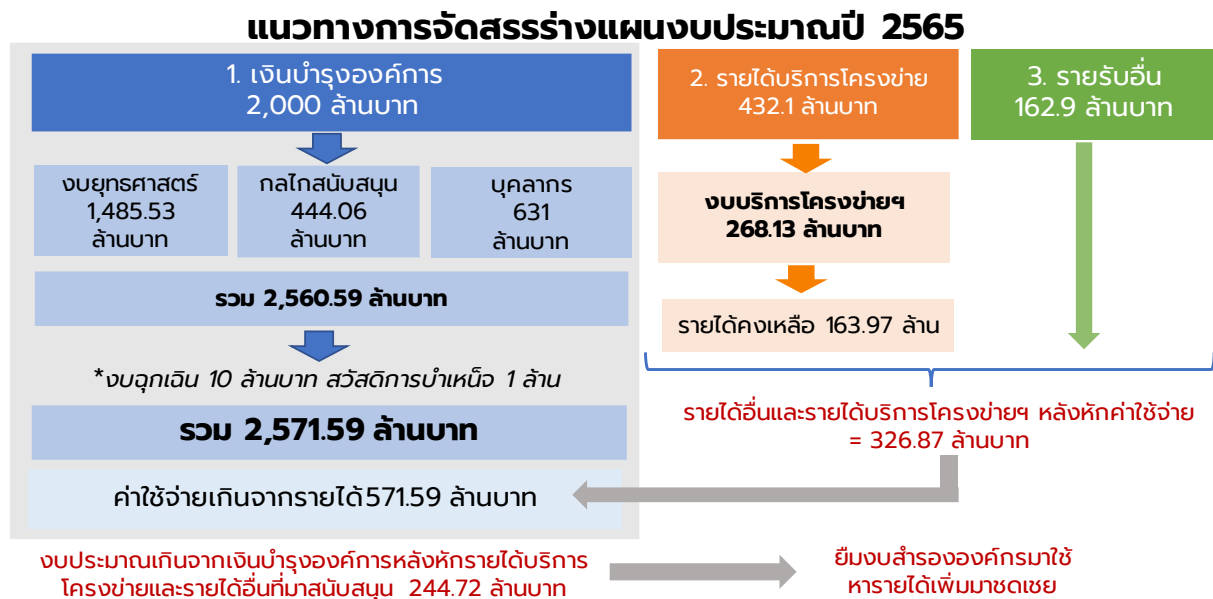 แนวทางการจัดสรรร่างแผนงบประมาณปี 2565
1. เงินบำรุงองค์การ
2,000 ล้านบาท
งบยุทธศาสตร์
1,485.53
ล้านบาท
กลไกสนับสนุน
444.06
ล้านบาท
บุคลากร
631
ล้านบาท
รวม 2,560.59 ล้านบาท
*งบฉุกเฉิน 10 ล้านบาท สวัสดิการบำเหน็จ 1 ล้าน
รวม 2,571.59 ล้านบาท
ค่าใช้จ่ายเกินจากรายได้571.59 ล้านบาท
2. รายได้บริการโครงข่าย
432.1 ล้านบาท
งบบริการโครงข่ายฯ
268.13 ล้านบาท
รายได้คงเหลือ 163.97 ล้าน
3. รายรับอื่น
162.9 ล้านบาท
รายได้อื่นและรายได้บริการโครงข่ายฯ หลังหักค่าใช้จ่าย
= 326.87 ล้านบาท
งบประมาณเกินจากเงินบำรุงองค์การหลังหักรายได้บริการ
โครงข่ายและรายได้อื่นที่มาสนับสนุน 244.72 ล้านบาท
ยืมงบสำรององค์กรมาใช้
หารายได้เพิ่มมาชดเชย